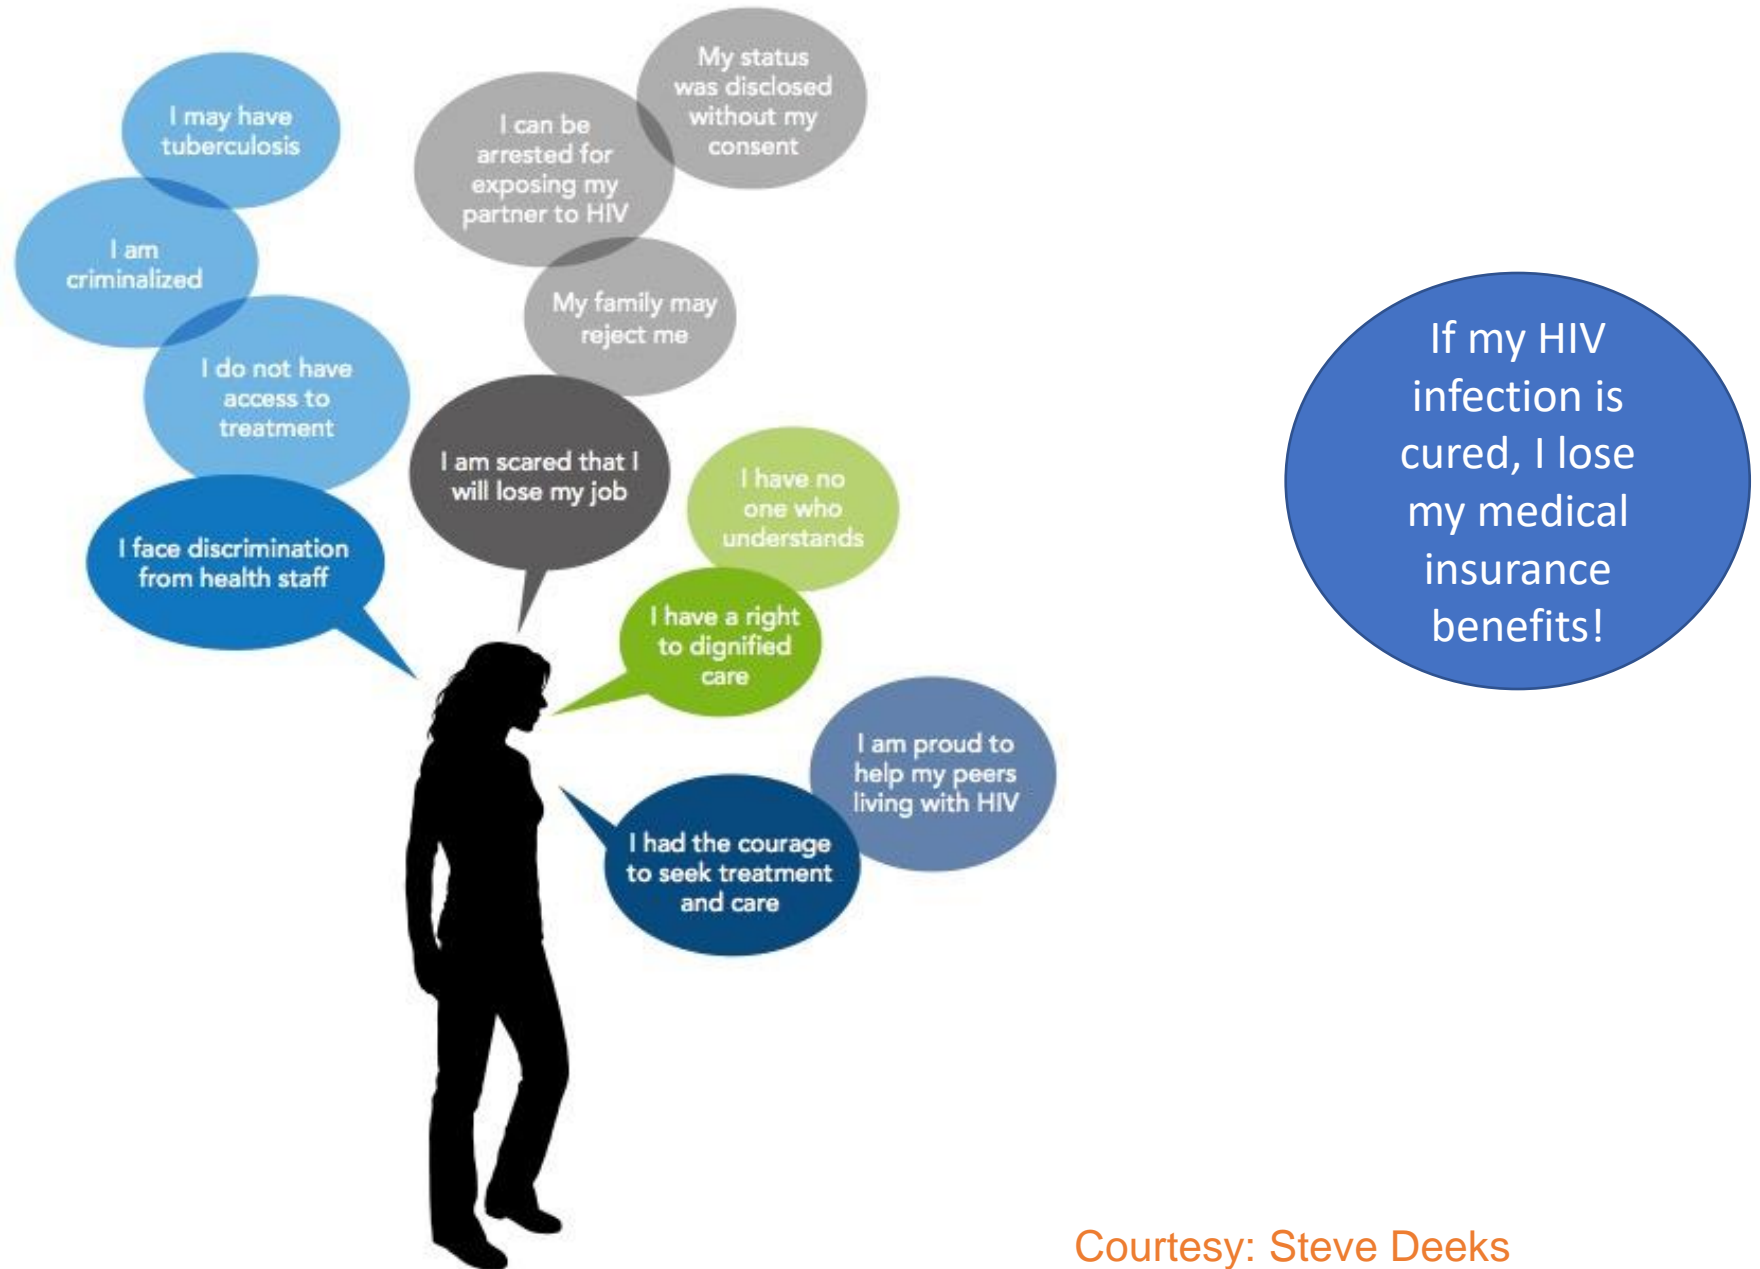 I may have
tuberculosis
I am
criminalized
I do not have
access to
treatment
I face discrimination
from health staff
My status
was disclosed
without my
consent
I can be
arrested for
exposing my
partner to HIV
My family may
reject me
I am scared that I
will lose my job
I have no
one who
understands
I have a right
to dignified
care
I am proud to
help my peers
living with HIV
I had the courage
to seek treatment
and care
If my HIV
infection is
cured, I lose
my medical
insurance
benefits!
Courtesy: Steve Deeks